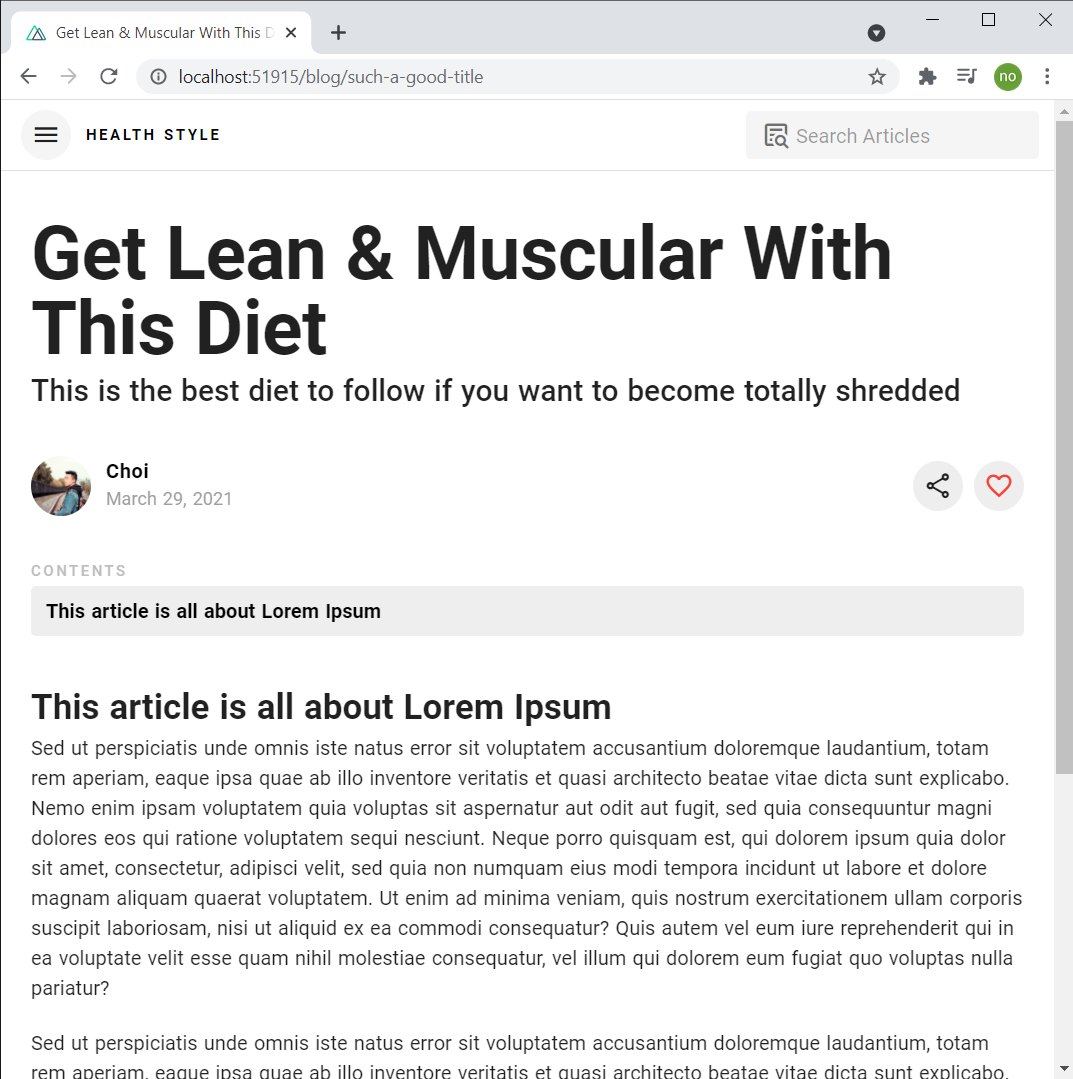 Get Lean & Muscular With This D
localhost:51915/blog/such-a-good-title
no
HEALTH STYLE
Search Articles
Get Lean & Muscular With
This Diet
This is the best diet to follow if you want to become totally shredded
Choi
March 29, 2021
CONTENTS
This article is all about Lorem Ipsum
This article is all about Lorem Ipsum
Sed ut perspiciatis unde omnis iste natus error sit voluptatem accusantium doloremque laudantium, totam
rem aperiam, eaque ipsa quae ab illo inventore veritatis et quasi architecto beatae vitae dicta sunt explicabo.
Nemo enim ipsam voluptatem quia voluptas sit aspernatur aut odit aut fugit, sed quia consequuntur magni
dolores eos qui ratione voluptatem sequi nesciunt. Neque porro quisquam est, qui dolorem ipsum quia dolor
sit amet, consectetur, adipisci velit, sed quia non numquam eius modi tempora incidunt ut labore et dolore
magnam aliquam quaerat voluptatem. Ut enim ad minima veniam, quis nostrum exercitationem ullam corporis
suscipit laboriosam, nisi ut aliquid ex ea commodi consequatur? Quis autem vel eum iure reprehenderit qui in
ea voluptate velit esse quam nihil molestiae consequatur, vel illum qui dolorem eum fugiat quo voluptas nulla
pariatur?
Sed ut perspiciatis unde omnis iste natus error sit voluptatem accusantium doloremque laudantium, totam
rem aperiam, eaque ipsa quae ab illo inventore veritatis et quasi architecto beatae vitae dicta sunt explicabo.